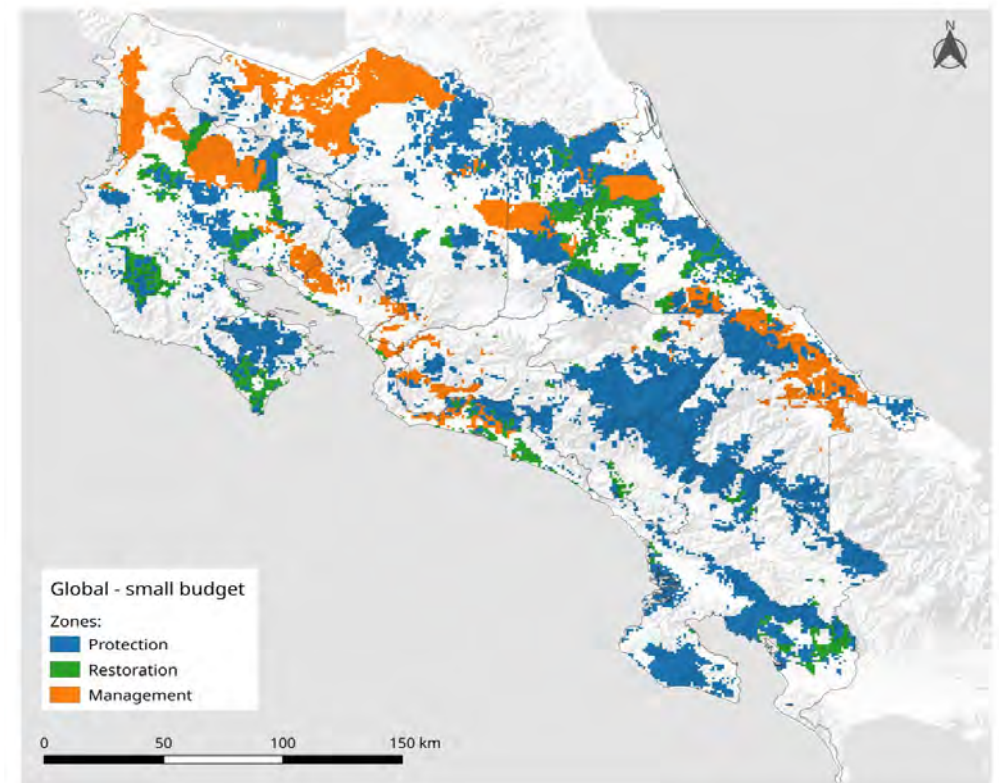 N
Global - small budget
Zones:
Protection
Restoration
Management
0 50 100 150 km